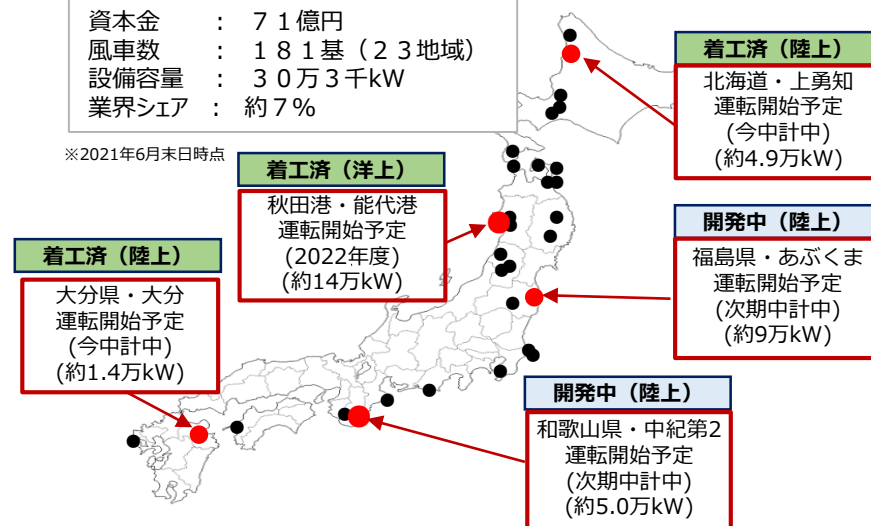 資本金　：　７１億円
風車数　：　１８１基（２３地域）
設備容量　：　３０万３千kW
業界シェア　：　約７%
※2021年6月末日時点
着工済（陸上）
北海道・上勇知
運転開始予定
(今中計中)
(約4.9万kW)
着工済（洋上）
秋田港・能代港
運転開始予定
(2022年度)
(約14万kW)
開発中（陸上）
福島県・あぶくま
運転開始予定
(次期中計中)
(約9万kW)
着工済（陸上）
大分県・大分
運転開始予定
(今中計中)
(約1.4万kW)
開発中（陸上）
和歌山県・中紀第2
運転開始予定
(次期中計中)
(約5.0万kW)